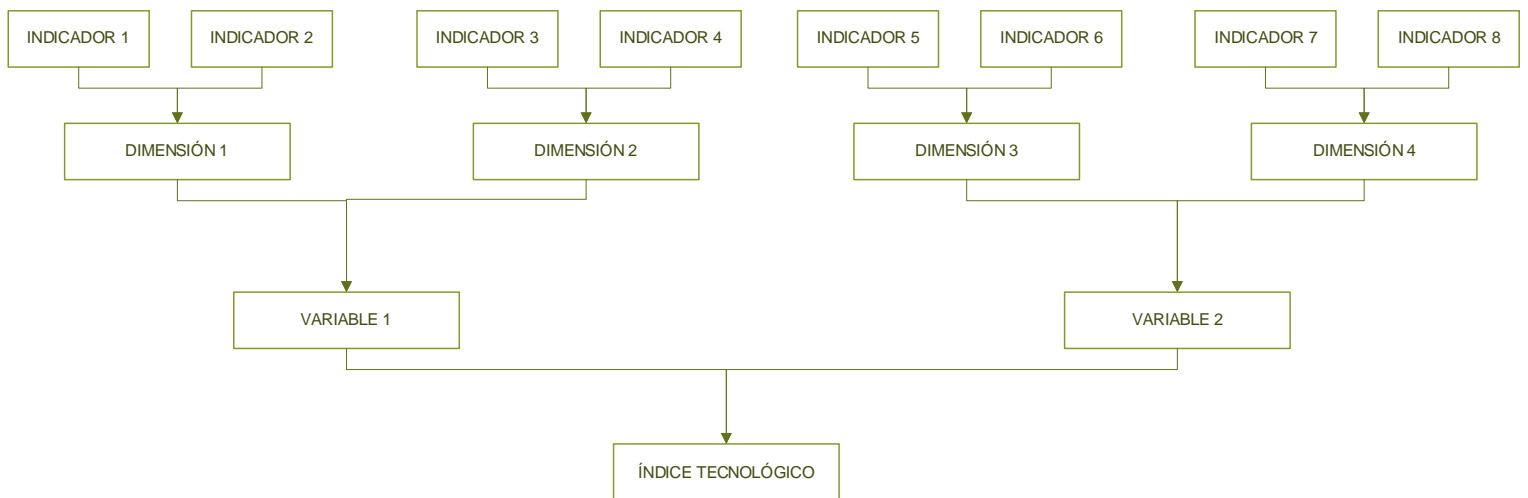 INDICADOR 1
INDICADOR 2
INDICADOR 3
INDICADOR 4
INDICADOR 5
INDICADOR 6
INDICADOR 7
INDICADOR 8
DIMENSIÓN 1
DIMENSIÓN 2
DIMENSIÓN 3
DIMENSIÓN 4
VARIABLE 1
VARIABLE 2
ÍNDICE TECNOLÓGICO